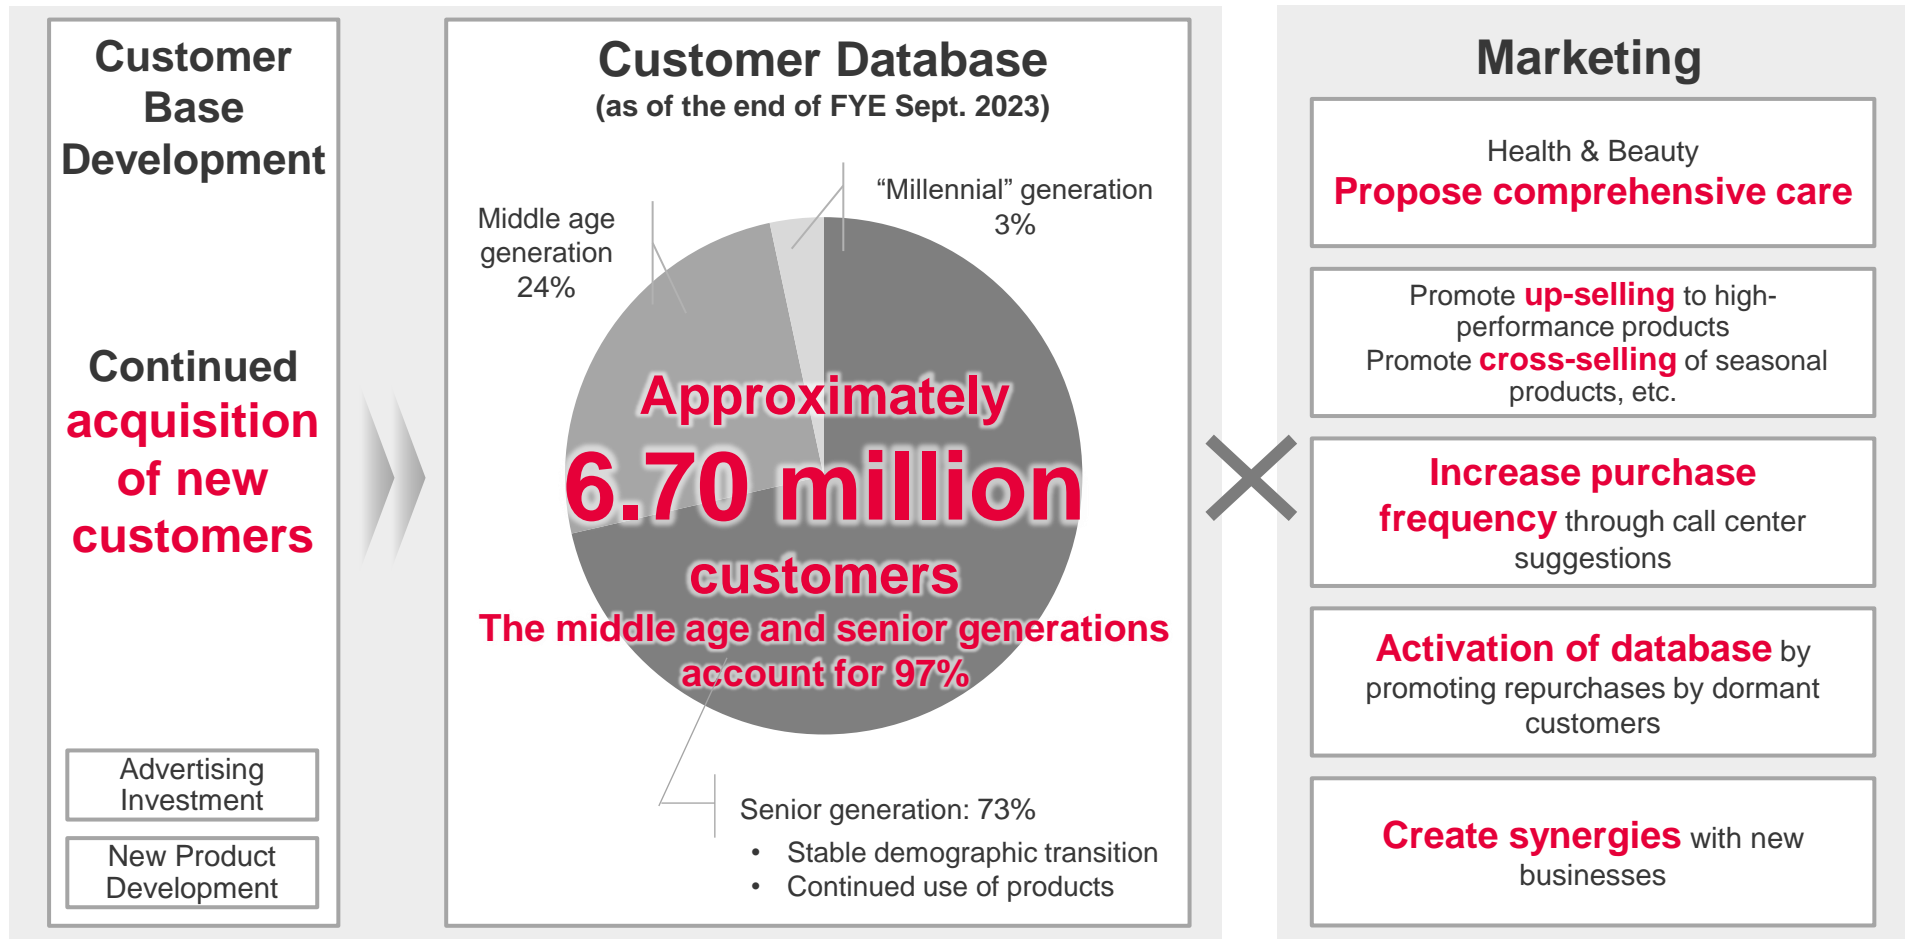 Customer
Base
Development
Continued
acquisition
of new
customers
Advertising
Investment
New Product
Development
Customer Database
(as of the end of FYE Sept. 2023)
“Millennial” generation
3%
Middle age
generation
24%
Approximately
6.70 million
customers
The middle age and senior generations
account for 97%
Senior generation: 73%
• Stable demographic transition
• Continued use of products
Marketing
Health & Beauty
Propose comprehensive care
Promote up-selling to high-
performance products
Promote cross-selling of seasonal
products, etc.
Increase purchase
frequency through call center
suggestions
Activation of database by
promoting repurchases by dormant
customers
Create synergies with new
businesses